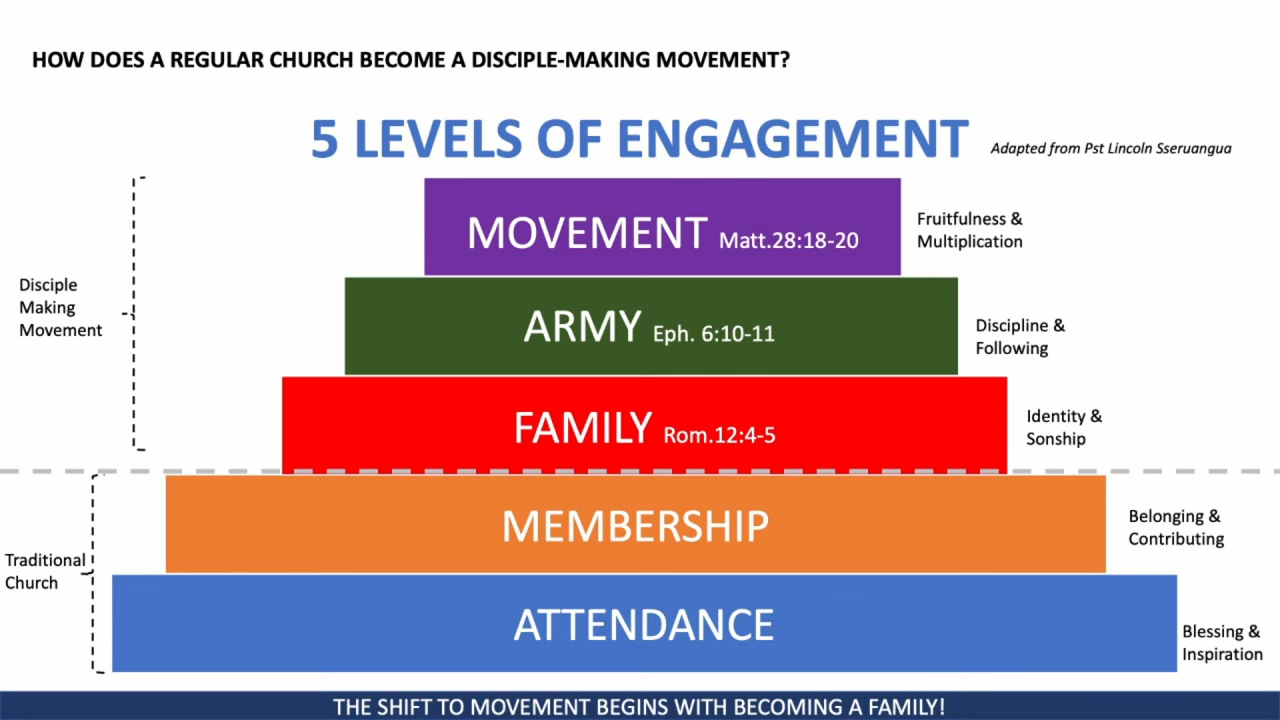 HOW DOES A REGULAR CHURCH BECOME A DISCIPLE-MAKING MOVEMENT?
5 LEVELS OF ENGAGEMENT
Adapted from Pst Lincoln Sseruangua
MOVEMENT Matt.28:18-20
Fruitfulness &
Multiplication
Disciple
Making
Movement
ARMY Eph. 6:10-11
Discipline &
Following
FAMILY Rom.12:4-5
Identity &
Sonship
MEMBERSHIP
Belonging &
Contributing
Traditional
Church
ATTENDANCE
Blessing &
Inspiration
THE SHIFT TO MOVEMENT BEGINS WITH BECOMING A FAMILY!